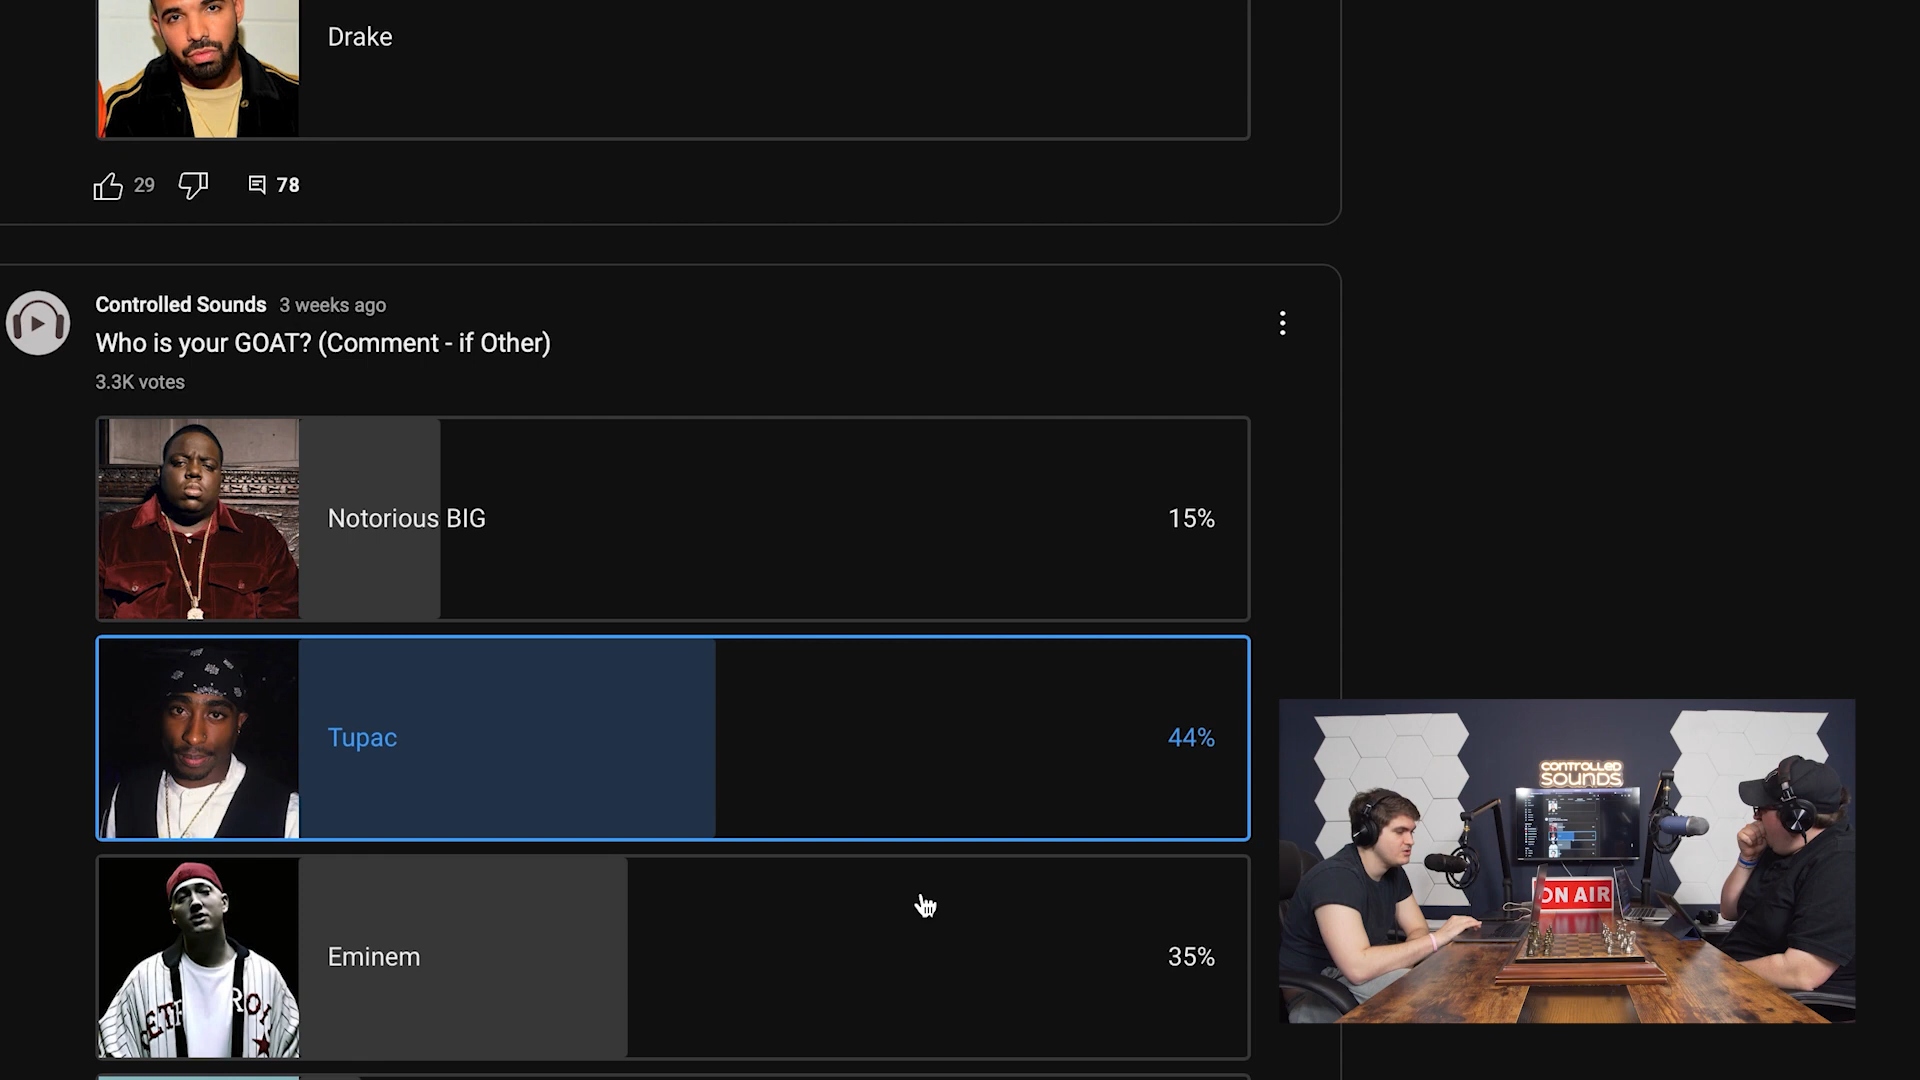 Drake
29
78
Controlled Sounds 3 weeks ago
Who is your GOAT? (Comment - if Other)
3.3K votes
Notorious BIG 15%
Tupac 44%
Eminem 35%
CONTROLLED
SOUNDS
ON AIR